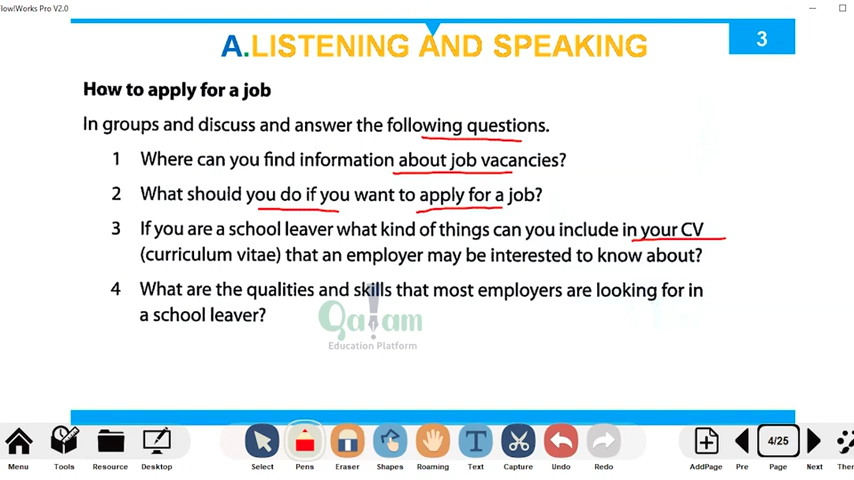 Flow!Works Pro V2.0
A.LISTENING AND SPEAKING
3
How to apply for a job
In groups and discuss and answer the following questions.
1 Where can you find information about job vacancies?
2 What should you do if you want to apply for a job?
3 If you are a school leaver what kind of things can you include in your CV
(curriculum vitae) that an employer may be interested to know about?
4 What are the qualities and skills that most employers are looking for in
a school leaver?
Qalam
Education Platform
4/25
Menu Tools Resource Desktop Select Pens Eraser Shapes Roaming Text Capture Undo Redo AddPage Pre Page Next Ther